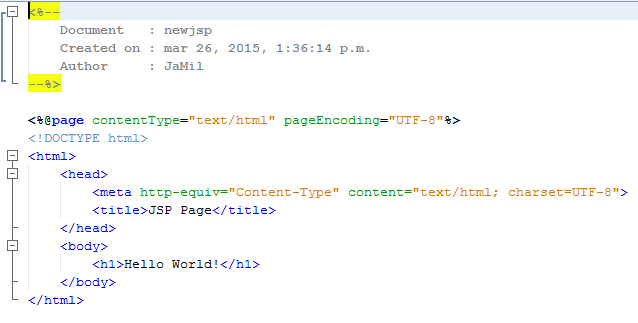 <%--
    Document   : newjsp
    Created on : mar 26, 2015, 1:36:14 p.m.
    Author     : JaMil
--%>

<%@page contentType="text/html" pageEncoding="UTF-8"%>
<!DOCTYPE html>
<html>
    <head>
        <meta http-equiv="Content-Type" content="text/html; charset=UTF-8">
        <title>JSP Page</title>
    </head>
    <body>
        <h1>Hello World!</h1>
    </body>
</html>